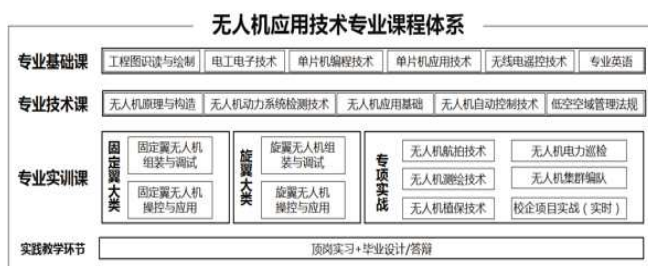 无人机应用技术专业课程体系
专业基础课 工程图识读与绘制 电工电子技术 单片机编程技术 单片机应用技术 无线电遥控技术 专业英语
专业技术课 无人机原理与构造 无人机动力系统检测技术 无人机应用基础 无人机自动控制技术 低空空域管理法规
专业实训课
固定翼大类
固定翼无人机
组装与调试
固定翼无人机
操控与应用
旋翼大类
旋翼无人机组
装与调试
旋翼无人机
操控与应用
专项实战
无人机航拍技术 无人机电力巡检
无人机测绘技术 无人机集群编队
无人机植保技术 校企项目实战（实时）
实践教学环节 顶岗实习+毕业设计/答辩